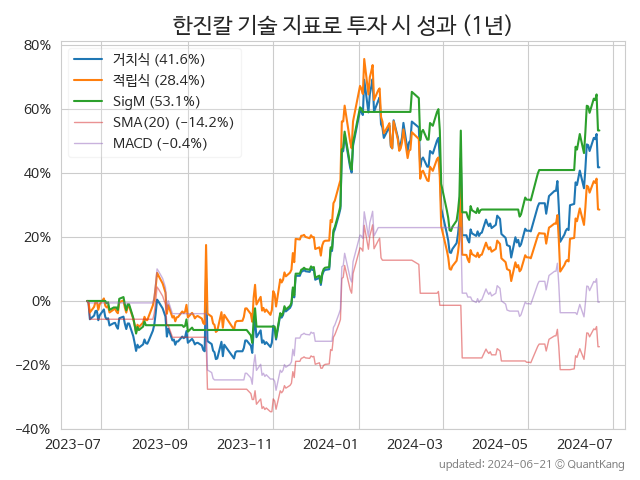 한진칼 기술 지표로 투자 시 성과 (1년)
80%
60%
40%
20%
0%
−20%
−40%
거치식 (41.6%)
적립식 (28.4%)
SigM (53.1%)
SMA(20) (−14.2%)
MACD (−0.4%)
2023-07
2023-09
2023-11
2024-01
2024-03
2024-05
2024-07
updated: 2024-06-21 © QuantKang